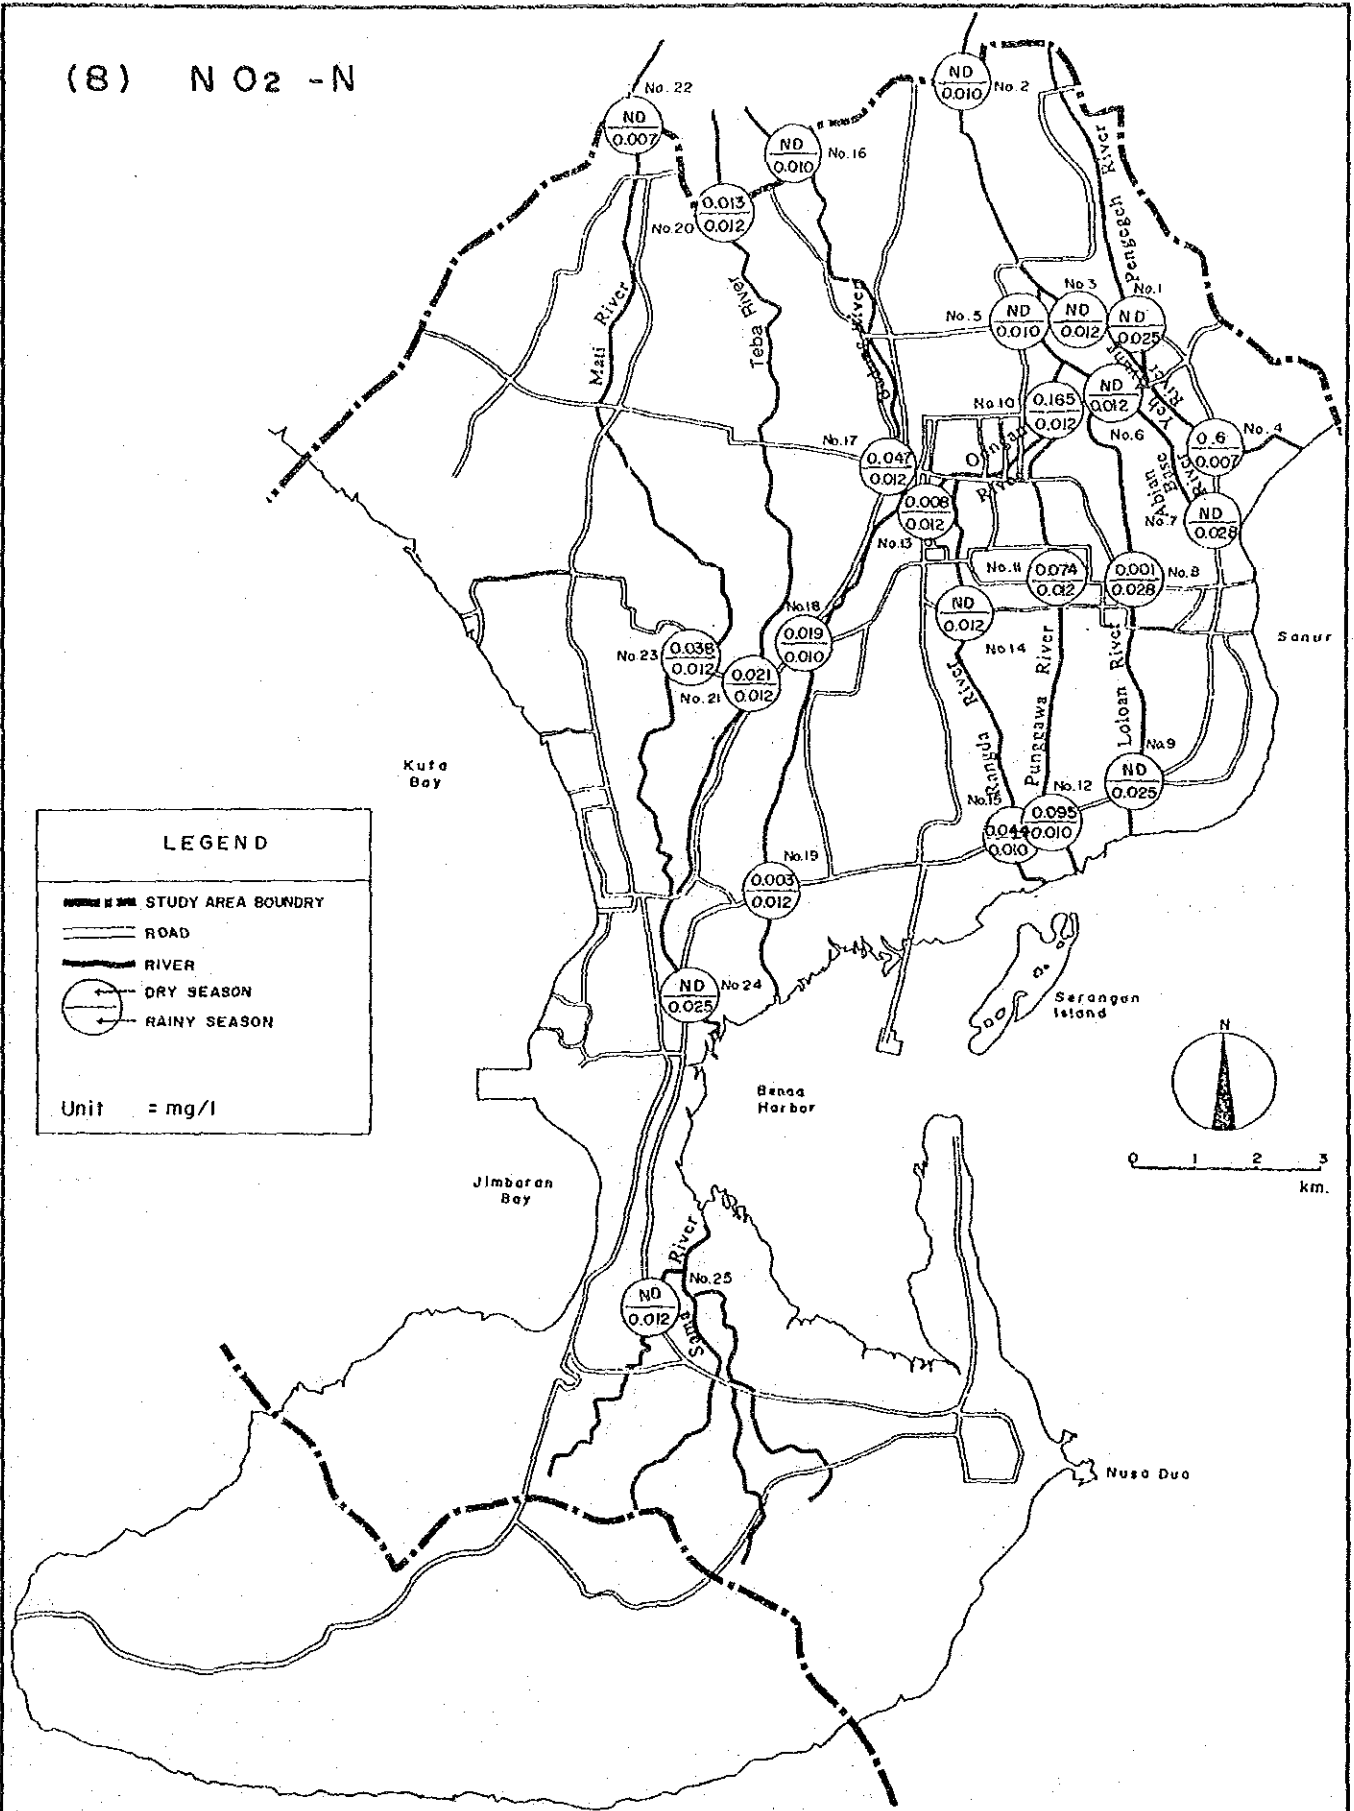 (8) NO2 -N
No. 22
ND
0.007
ND
0.010
No. 2
ND
0.010
No. 16
0.013
0.012
No. 20
Pengegeh River
Mati River
Teba River
No. 5
ND
0.010
No. 3
ND
0.012
No. 1
ND
0.025
No. 10
0.165
0.012
ND
0.012
No. 6
River
0.6
0.007
No. 4
No. 17
0.047
0.012
River
Abian Base River
No. 7
ND
0.028
0.008
0.012
No. 13
No. 11
0.074
0.012
0.001
0.028
No. 8
ND
0.012
No 14
No.18
0.019
0.010
Sanur
No. 23
0.038
0.012
0.021
0.012
No. 21
Rangda River
Punggawa River
Loloan River
Kuta
Bay
No.9
ND
0.025
No. 12
0.095
0.010
No.15
0.010
No.19
0.003
0.012
LEGEND
STUDY AREA BOUNDRY
ROAD
RIVER
DRY SEASON
RAINY SEASON
Unit = mg/l
ND
0.025
No 24
Serangan
Island
N
Benoa
Harbor
0 1 2 3
km.
Jimbaran
Bay
Sama River
No. 25
ND
0.012
Nusa Dua